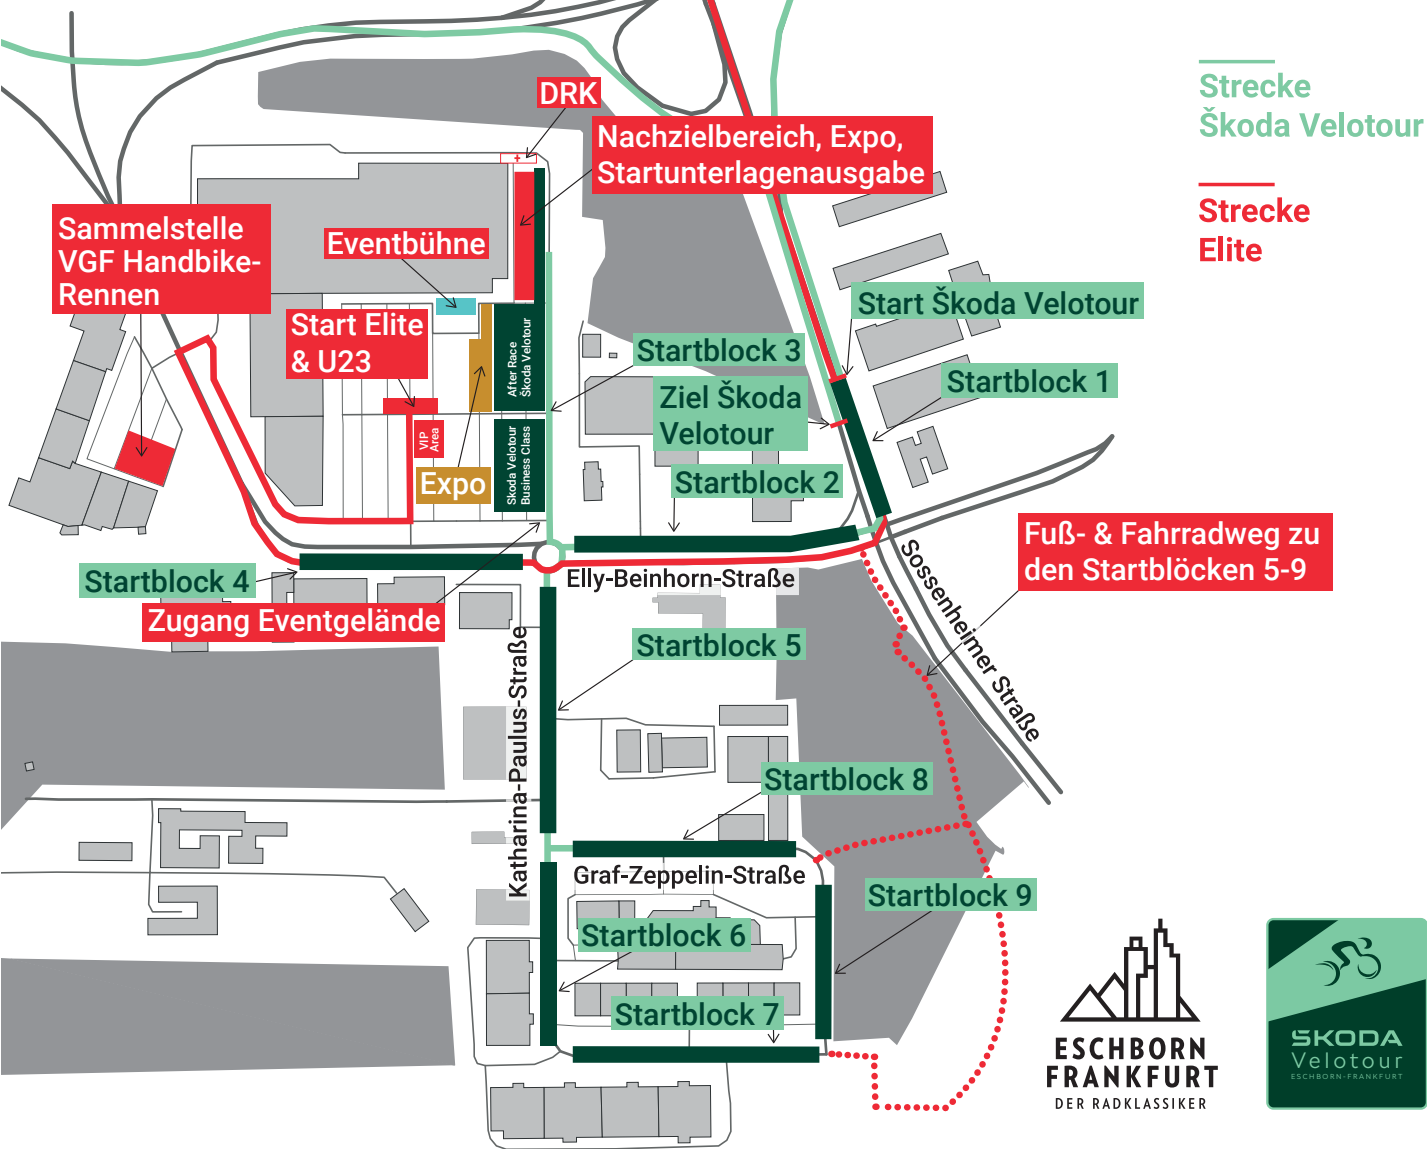 Strecke
Škoda Velotour
Strecke
Elite
DRK
Nachzielbereich, Expo,
Startunterlagenausgabe
Sammelstelle
VGF Handbike-
Rennen
Eventbühne
Start Škoda Velotour
Start Elite
& U23
After Race
Škoda Velotour
Startblock 3
Startblock 1
Ziel Škoda
Velotour
VIP
Area
Expo
Skoda Velotour
Business Class
Startblock 2
Fuß- & Fahrradweg zu
den Startblöcken 5-9
Startblock 4
Elly-Beinhorn-Straße
Sossenheimer Straße
Zugang Eventgelände
Startblock 5
Katharina-Paulus-Straße
Startblock 8
Graf-Zeppelin-Straße
Startblock 9
Startblock 6
Startblock 7
ESCHBORN
FRANKFURT
DER RADKLASSIKER
SKODA
Velotour
ESCHBORN-FRANKFURT